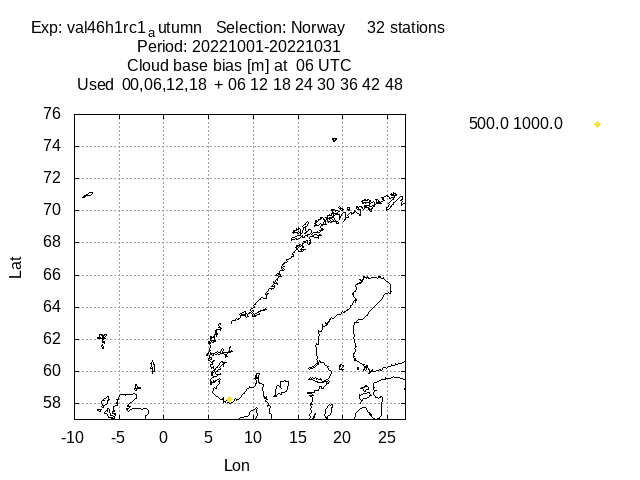 Exp: val46h1rc1autumn Selection: Norway 32 stations
Period: 20221001-20221031
Cloud base bias [m] at 06 UTC
Used 00,06,12,18 + 06 12 18 24 30 36 42 48
500.0 1000.0
76
74
72
70
68
66
64
62
60
58
Lat
-10 -5 0 5 10 15 20 25
Lon